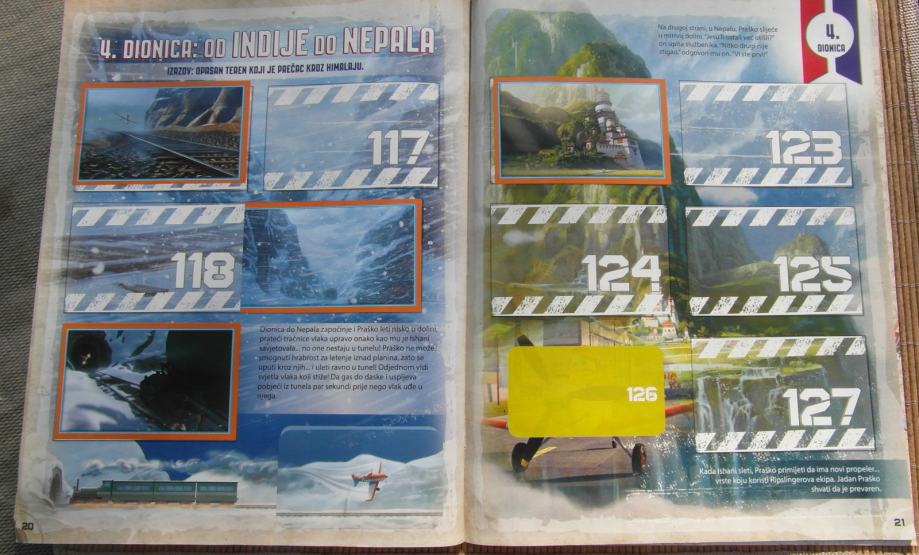 4. DIONICA: OD INDIJE DO NEPALA
IZAZOV: OPASAN TEREN KOJI JE PREČAC KROZ HIMALAJU.
117
118
Dionica do Nepala započinje i Praško leti nisko u dolini,
prateći tračnice vlaka upravo onako kao mu je Ishani
savjetovala... no one nestaju u tunelu! Praško ne može
smognuti hrabrost za letenje iznad planina, zato se
uputi kroz njih... i uleti ravno u tunel! Odjednom vidi
svjetla vlaka koji stiže! Da gas do daske i uspijeva
pobjeći iz tunela par sekundi prije nego vlak uđe u
njega.
20
Na drugoj strani, u Nepalu, Praško slijeće
u mirnoj dolini. "Jesu li ostali već otišli?"
on upita službenika. "Nitko drugi nije
stigao," odgovori mu on. "Vi ste prvi!"
4.
DIONICA
123
124
125
126
127
Kada Ishani sleti, Praško primijeti da ima novi propeler...
vrste koju koristi Ripslingerova ekipa. Jadan Praško
shvati da je prevaren.
21